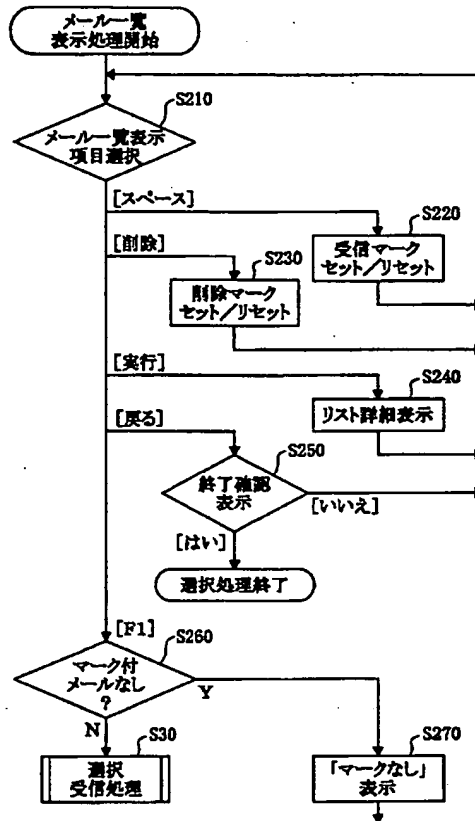 メール一覧
表示処理開始
S210
メール一覧表示
項目選択
[スペース]
S220
受信マーク
セット／リセット
[削除]
S230
削除マーク
セット／リセット
[実行]
S240
リスト詳細表示
[戻る]
S250
終了確認
表示
[いいえ]
[はい]
選択処理終了
[F1]
S260
マーク付
メールなし
?
Y
N
S30
選択
受信処理
S270
「マークなし」
表示